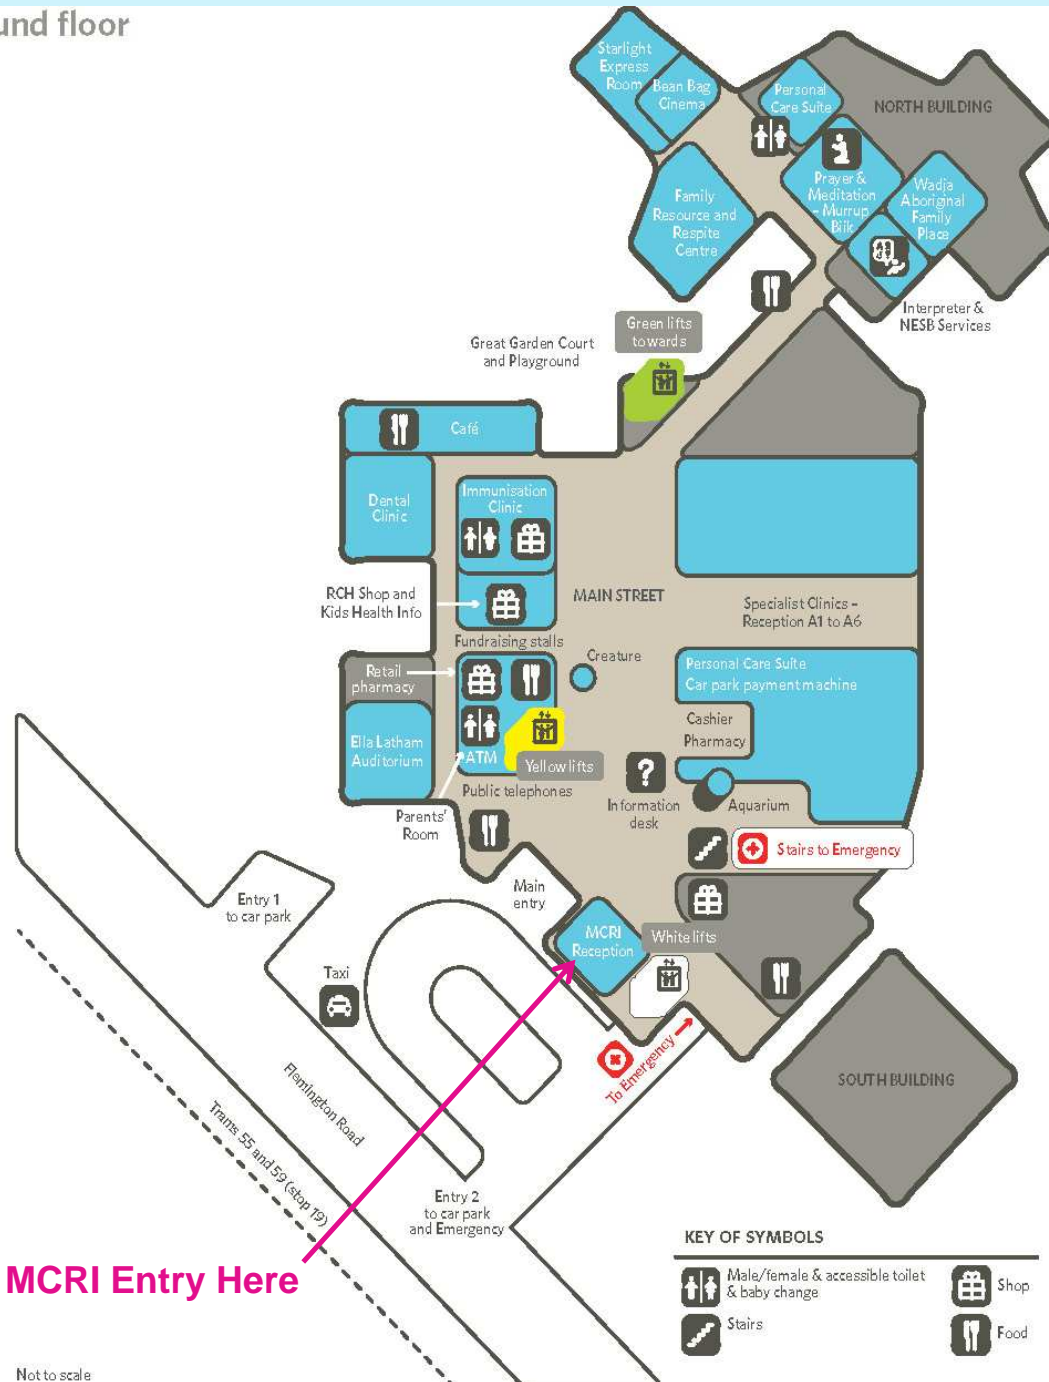 und floor
Starlight
Express
Room
Bean Bag
Cinema
Personal
Care Suite
NORTH BUILDING
Prayer &
Meditation
– Murrup
Biik
Wadja
Aboriginal
Family
Place
Family
Resource and
Respite
Centre
Interpreter &
NESB Services
Green lifts
towards
Great Garden Court
and Playground
Café
Dental
Clinic
Immunisation
Clinic
RCH Shop and
Kids Health Info
MAIN STREET
Specialist Clinics –
Reception A1 to A6
Fundraising stalls
Creature
Retail
pharmacy
Personal Care Suite
Car park payment machine
Cashier
Pharmacy
Ella Latham
Auditorium
ATM
Yellow lifts
Public telephones
Information
desk
Aquarium
Parents'
Room
Stairs to Emergency
Main
entry
Entry 1
to car park
MCRI
Reception
White lifts
Taxi
To Emergency
SOUTH BUILDING
Flemington Road
Trams 55 and 59 (stop 19)
Entry 2
to car park
and Emergency
MCRI Entry Here
KEY OF SYMBOLS
Male/female & accessible toilet
& baby change
Shop
Stairs
Food
Not to scale